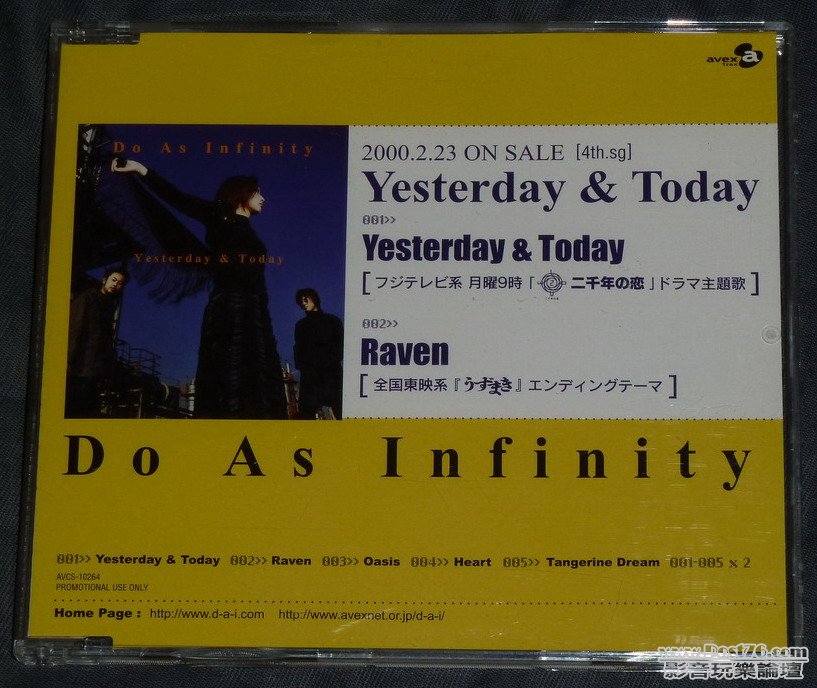 avex
trax
a
Do As Infinity
Yesterday & Today
2000.2.23 ON SALE [4th.sg]
Yesterday & Today
001>>
Yesterday & Today
[フジテレビ系 月曜9時「二千年の恋」ドラマ主題歌]
002>>
Raven
[全国東映系『うずまき』エンディングテーマ]
Do As Infinity
001>> Yesterday & Today 002>> Raven 003>> Oasis 004>> Heart 005>> Tangerine Dream 001-005 x 2
AVCS-10264
PROMOTIONAL USE ONLY
Home Page : http://www.d-a-i.com http://www.avexnet.or.jp/d-a-i/
www.Post76.com
影音玩樂論壇